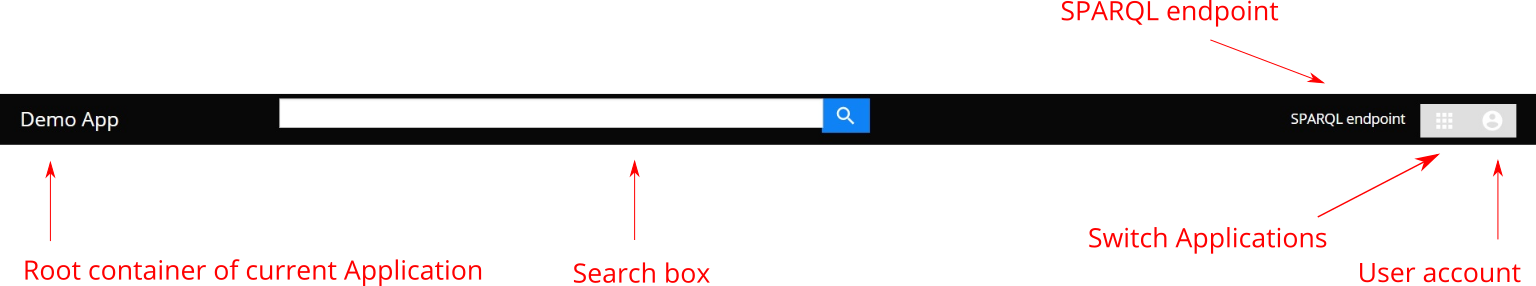 SPARQL endpoint
Demo App
SPARQL endpoint
Switch Applications
Root container of current Application
Search box
User account